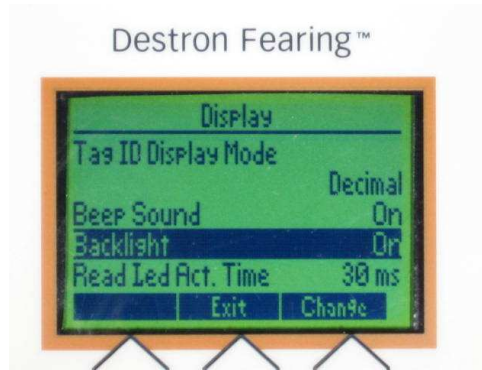 Destron Fearing™
Display
Tag ID Display Mode
Decimal
Beep Sound On
Backlight On
Read Led Act. Time 30 ms
Exit Change